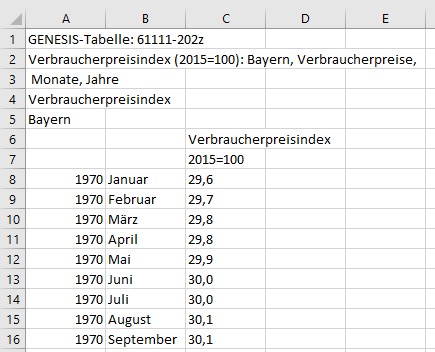 A B C D E
1 GENESIS-Tabelle: 61111-202z
2 Verbraucherpreisindex (2015=100): Bayern, Verbraucherpreise,
3 Monate, Jahre
4 Verbraucherpreisindex
5 Bayern
6 Verbraucherpreisindex
7 2015=100
8 1970 Januar 29,6
9 1970 Februar 29,7
10 1970 März 29,8
11 1970 April 29,8
12 1970 Mai 29,9
13 1970 Juni 30,0
14 1970 Juli 30,0
15 1970 August 30,1
16 1970 September 30,1